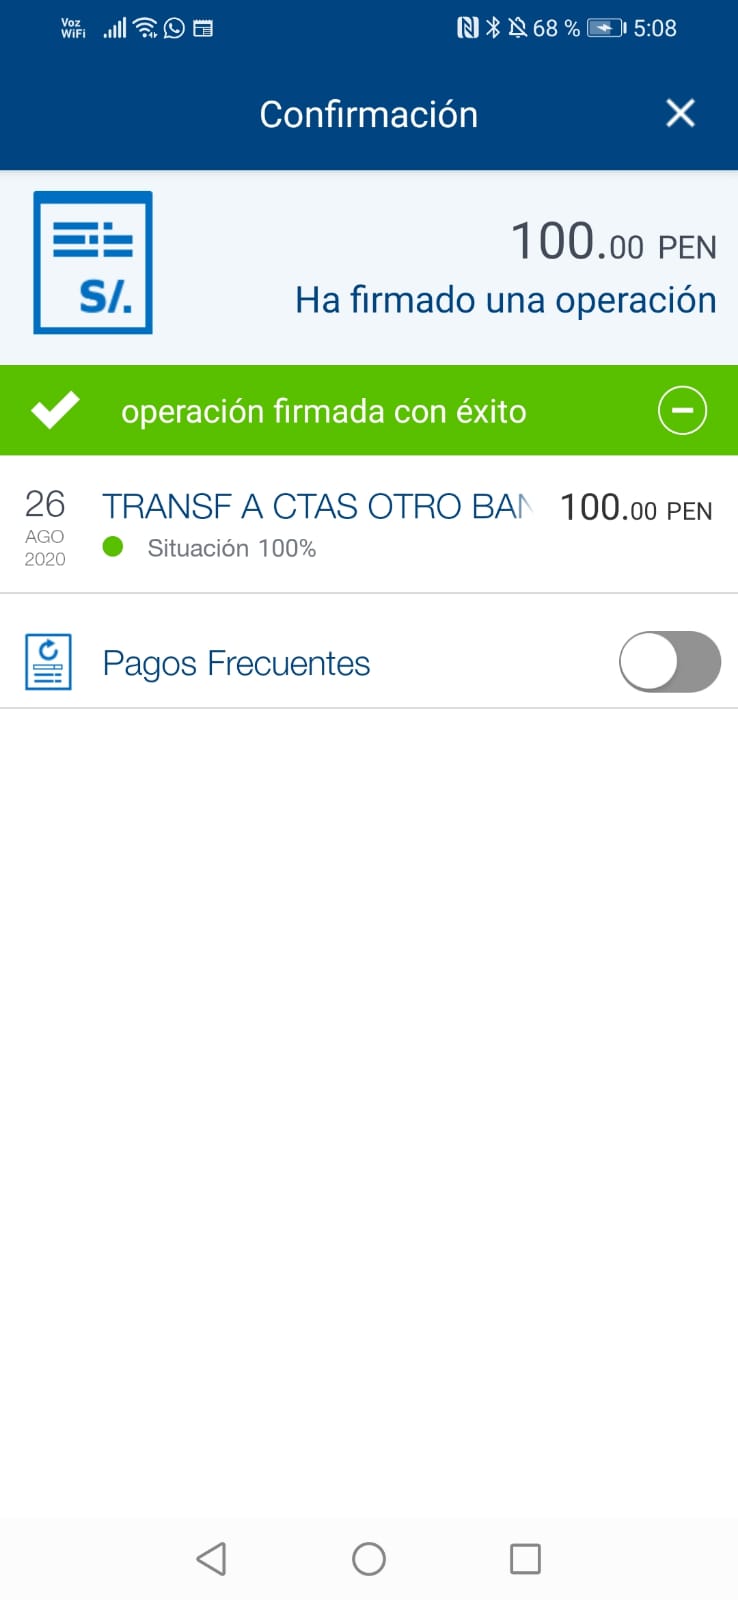 Voz
WiFi
68 %
5:08
Confirmación
S/.
100.00 PEN
Ha firmado una operación
operación firmada con éxito
26
AGO
2020
TRANSF A CTAS OTRO BAN
100.00 PEN
Situación 100%
Pagos Frecuentes